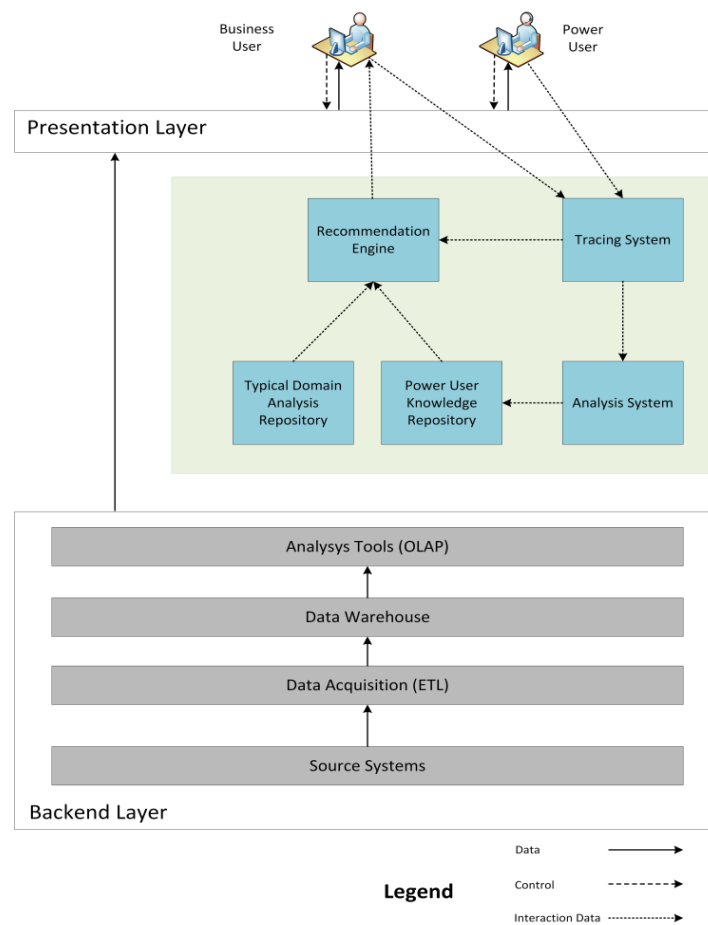 Business
User
Power
User
Presentation Layer
Recommendation
Engine
Tracing System
Typical Domain
Analysis
Repository
Power User
Knowledge
Repository
Analysis System
Analysys Tools (OLAP)
Data Warehouse
Data Acquisition (ETL)
Source Systems
Backend Layer
Legend
Data
Control
Interaction Data